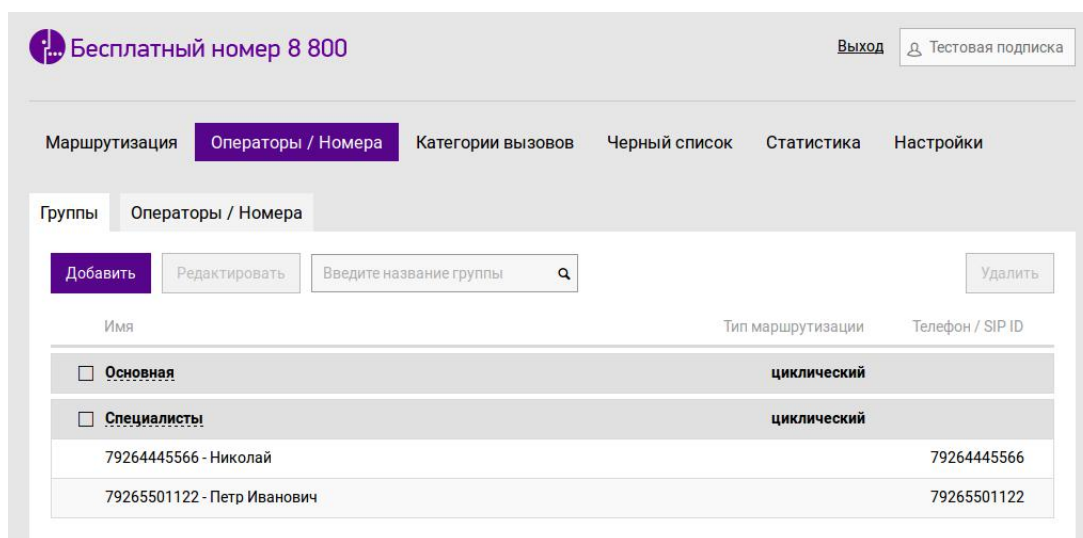 Бесплатный номер 8 800
Выход
Тестовая подписка
Маршрутизация Операторы / Номера Категории вызовов Черный список Статистика Настройки
Группы Операторы / Номера
Добавить Редактировать Введите название группы Удалить
Имя Тип маршрутизации Телефон / SIP ID
Основная циклический
Специалисты циклический
79264445566 - Николай 79264445566
79265501122 - Петр Иванович 79265501122